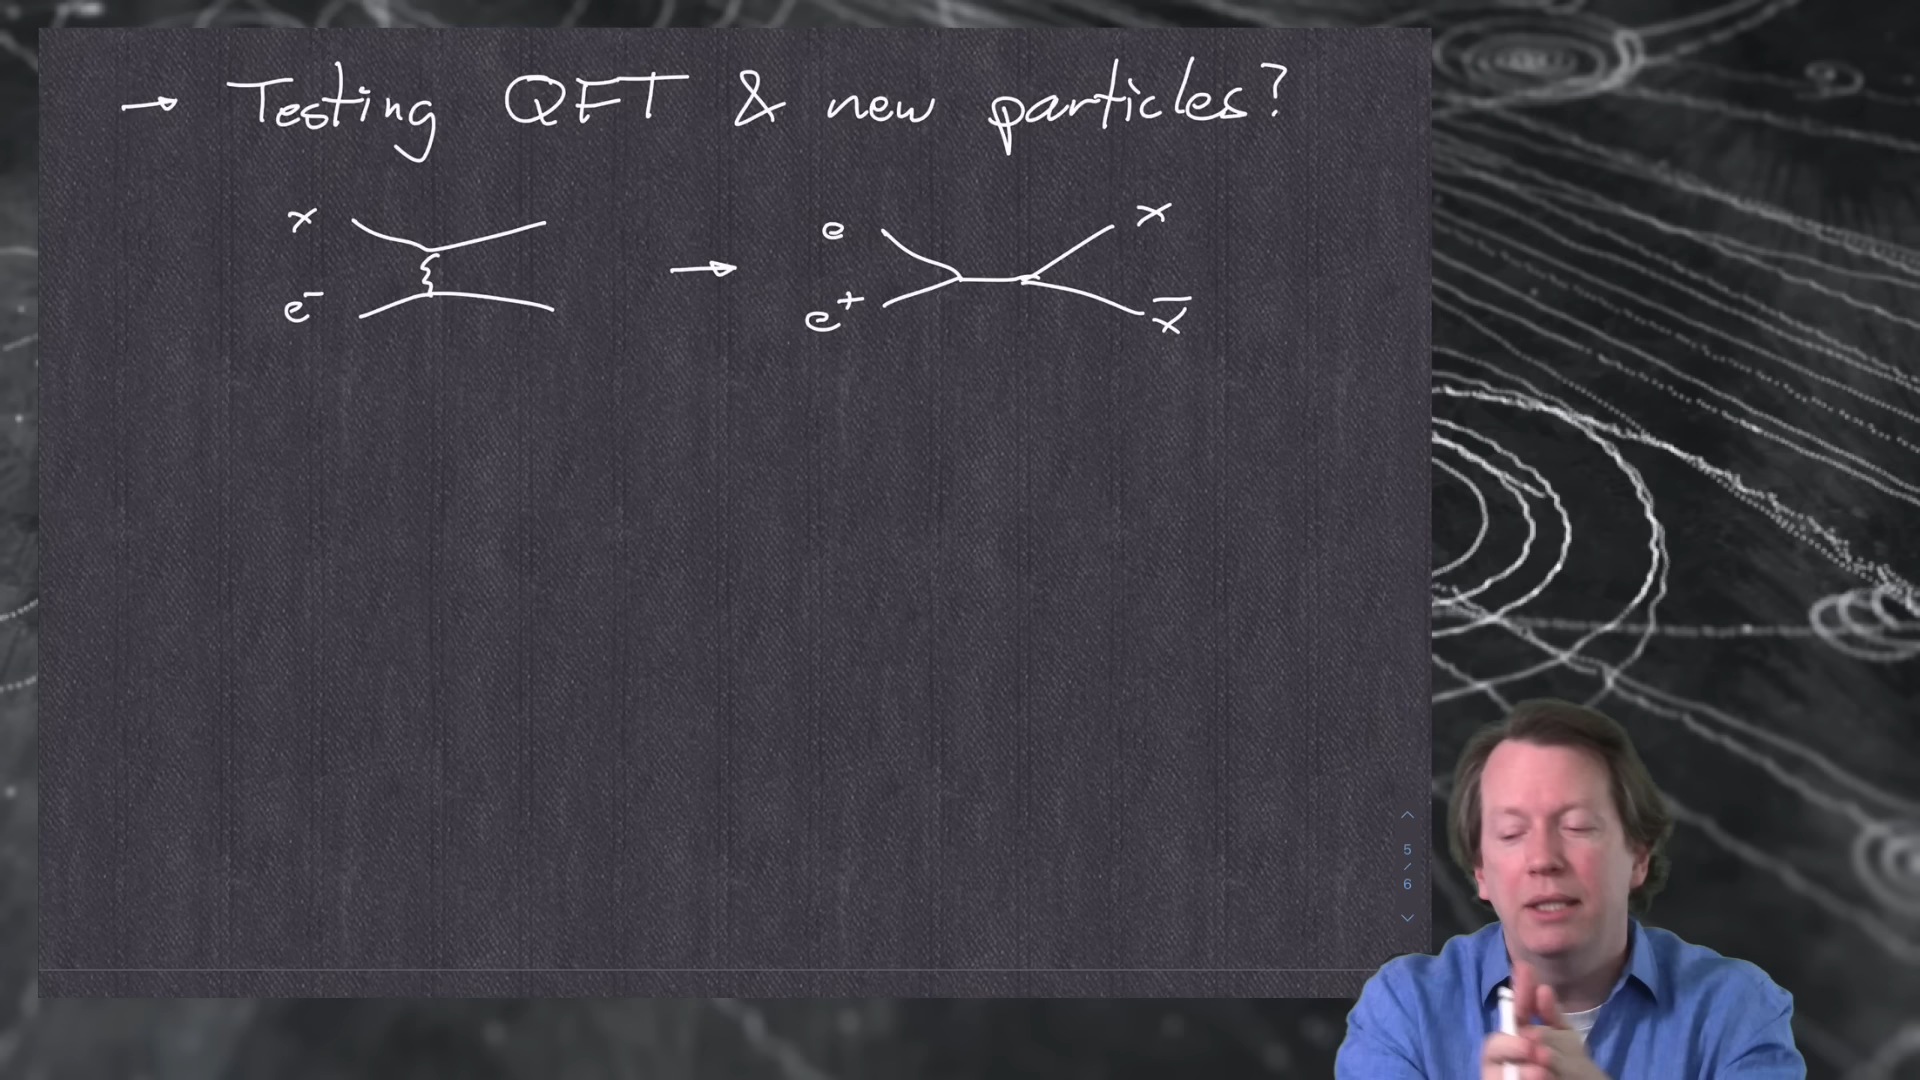 → Testing QFT & new particles?
x e x
e⁻ → e⁺ x̄
5
/
6